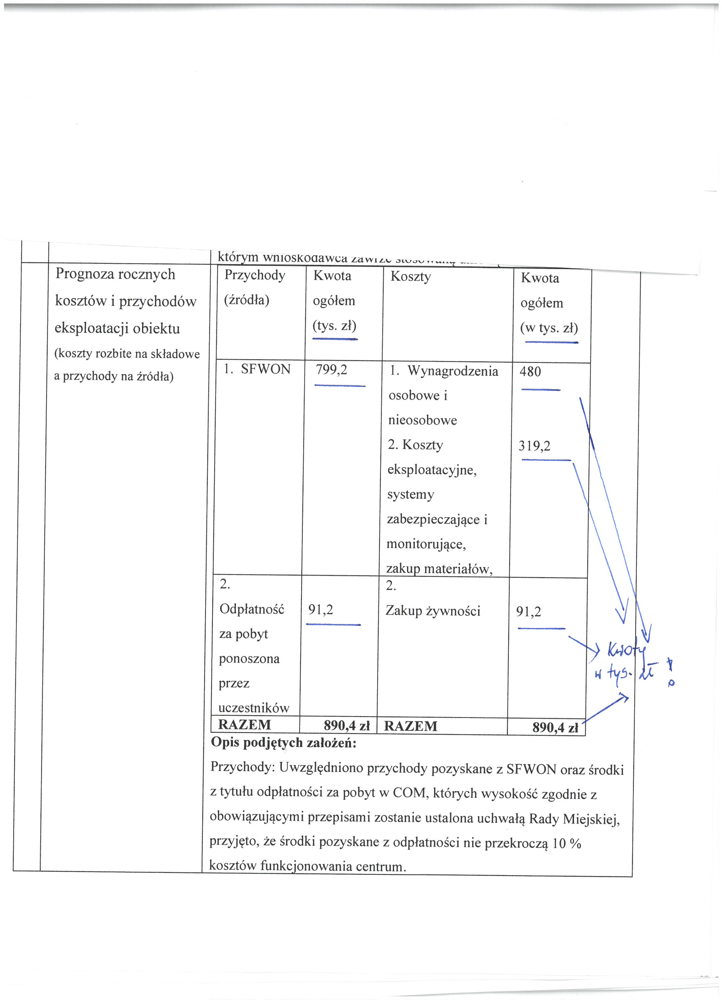 którym wnioskodawca zawrze
Prognoza rocznych
kosztów i przychodów
eksploatacji obiektu
(koszty rozbite na składowe
a przychody na źródła)
Przychody
(źródła)
Kwota
ogółem
(tys. zł)
Koszty
Kwota
ogółem
(w tys. zł)
1. SFWON
799,2
1. Wynagrodzenia
osobowe i
nieosobowe
2. Koszty
eksploatacyjne,
systemy
zabezpieczające i
monitorujące,
zakup materiałów,
480
319,2
2.
Odpłatność
za pobyt
ponoszona
przez
uczestników
91,2
2.
Zakup żywności
91,2
Kwoty
w tys. zł !
RAZEM
890,4 zł
RAZEM
890,4 zł
Opis podjętych założeń:
Przychody: Uwzględniono przychody pozyskane z SFWON oraz środki
z tytułu odpłatności za pobyt w COM, których wysokość zgodnie z
obowiązującymi przepisami zostanie ustalona uchwałą Rady Miejskiej,
przyjęto, że środki pozyskane z odpłatności nie przekroczą 10 %
kosztów funkcjonowania centrum.